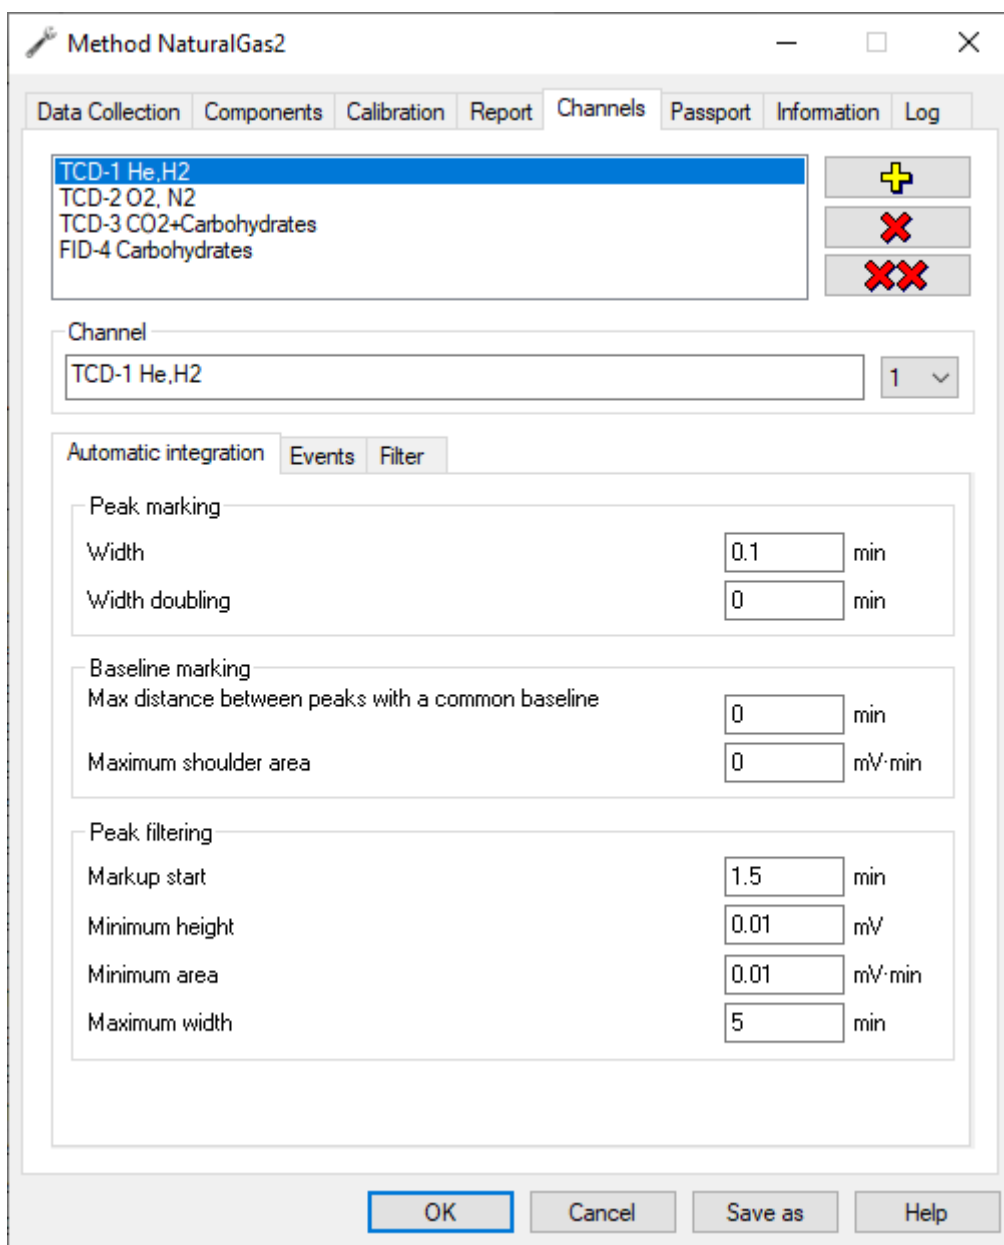 Method NaturalGas2
Data Collection Components Calibration Report Channels Passport Information Log
TCD-1 He,H2
TCD-2 O2, N2
TCD-3 CO2+Carbohydrates
FID-4 Carbohydrates
Channel
TCD-1 He,H2 1
Automatic integration Events Filter
Peak marking
Width 0.1 min
Width doubling 0 min
Baseline marking
Max distance between peaks with a common baseline 0 min
Maximum shoulder area 0 mV·min
Peak filtering
Markup start 1.5 min
Minimum height 0.01 mV
Minimum area 0.01 mV·min
Maximum width 5 min
OK Cancel Save as Help